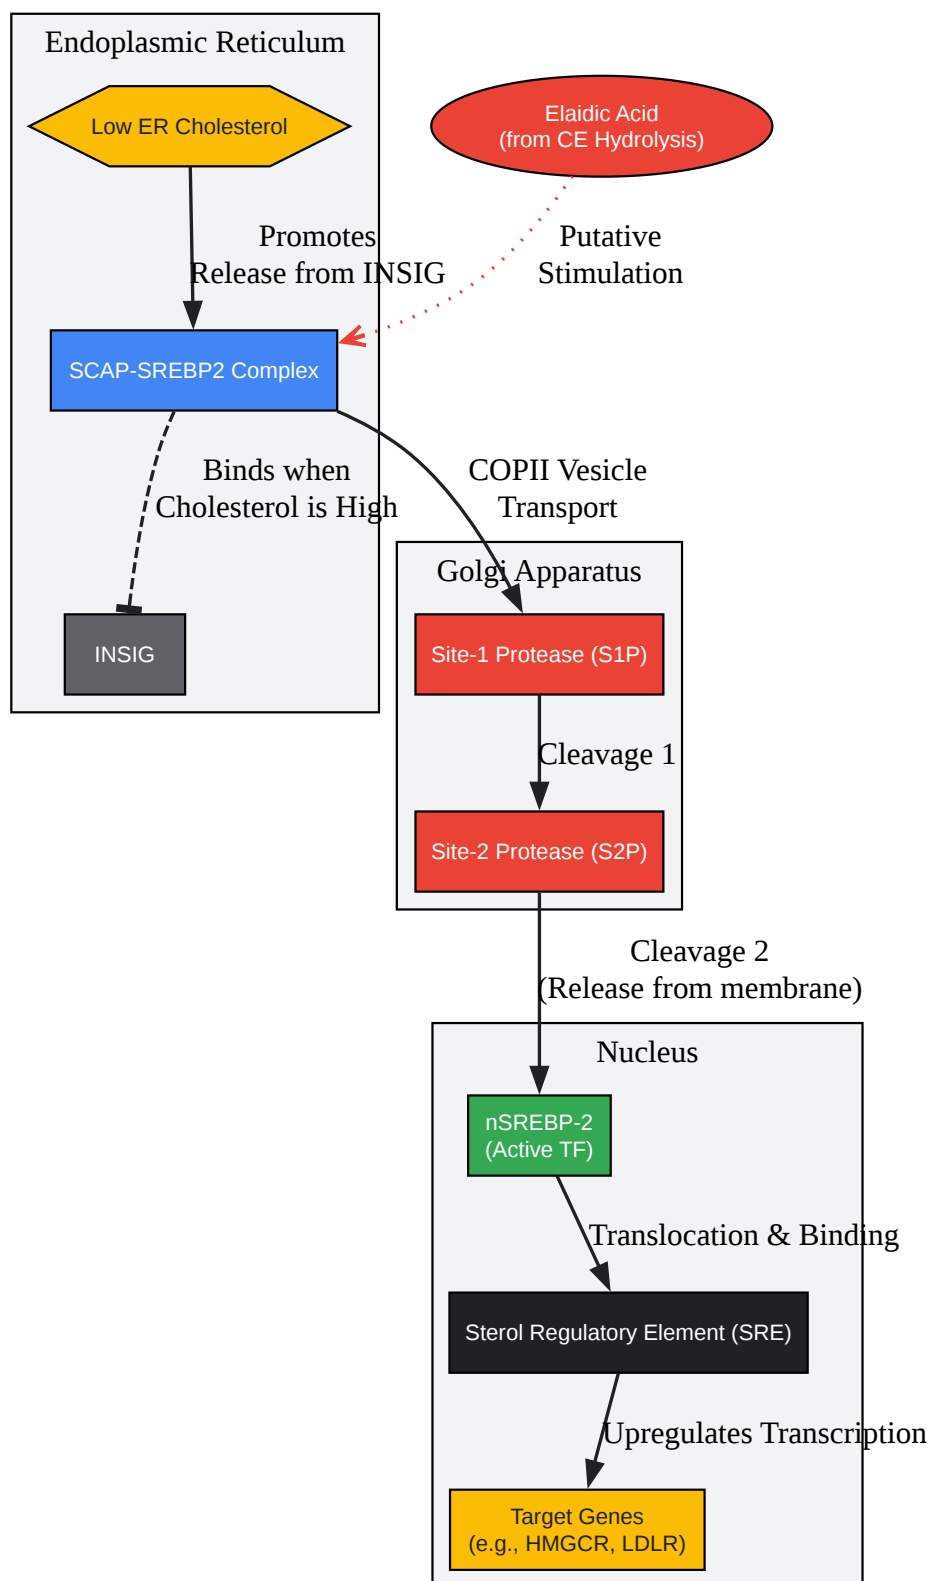 Endoplasmic Reticulum
Low ER Cholesterol
Elaidic Acid
(from CE Hydrolysis)
Promotes
Release from INSIG
Putative
Stimulation
SCAP-SREBP2 Complex
Binds when
Cholesterol is High
COPII Vesicle
Transport
Golgi Apparatus
INSIG
Site-1 Protease (S1P)
Cleavage 1
Site-2 Protease (S2P)
Cleavage 2
(Release from membrane)
Nucleus
nSREBP-2
(Active TF)
Translocation & Binding
Sterol Regulatory Element (SRE)
Upregulates Transcription
Target Genes
(e.g., HMGCR, LDLR)